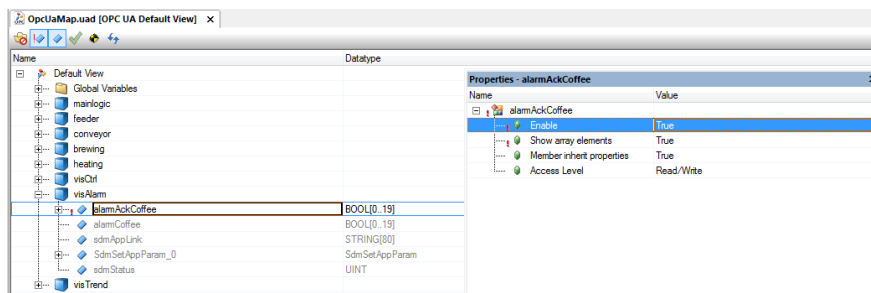 OpcUaMap.uad [OPC UA Default View] X
Name Datatype
Default View
Global Variables
mainlogic
feeder
conveyor
brewing
heating
visCtrl
visAlarm
alarmAckCoffee BOOL[0..19]
alarmCoffee BOOL[0..19]
sdmAppLink STRING[80]
SdmSetAppParam_0 SdmSetAppParam
sdmStatus UINT
visTrend
Properties - alarmAckCoffee
Name Value
alarmAckCoffee
Enable True
Show array elements True
Member inherit properties True
Access Level Read/Write